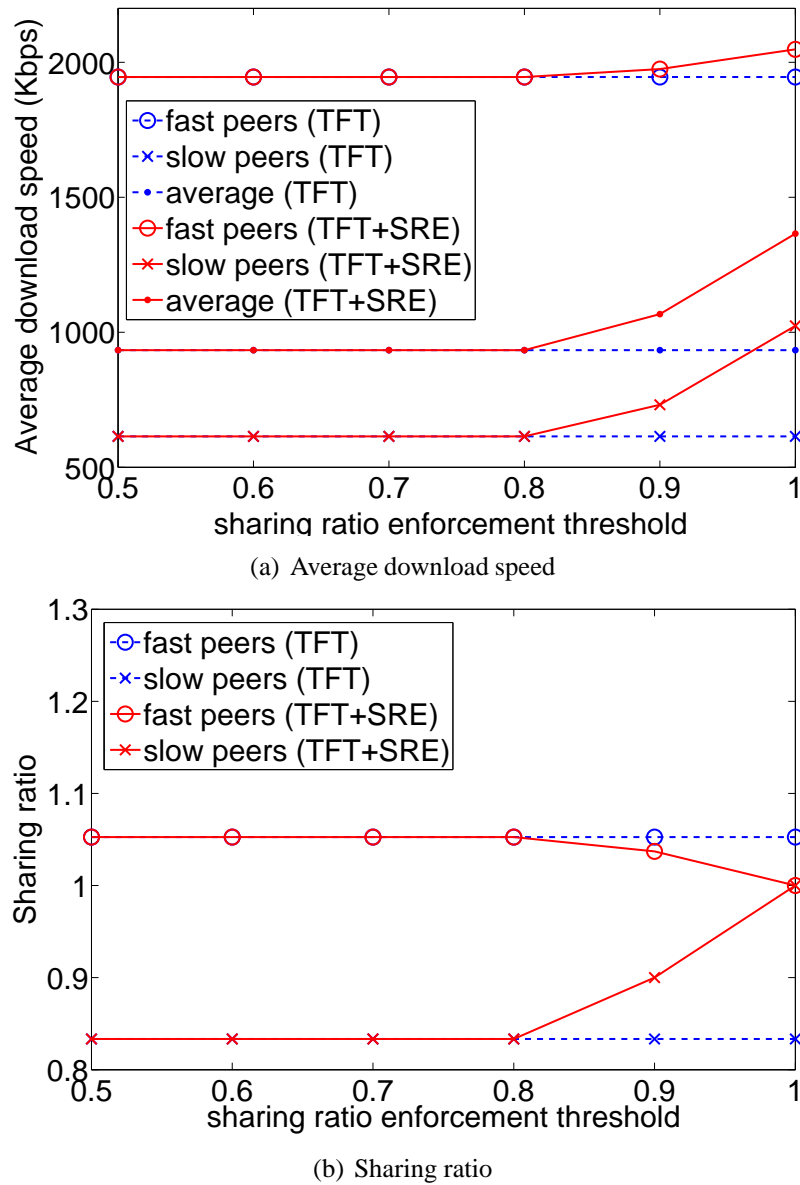 2000
1500
1000
500
Average download speed (Kbps)
fast peers (TFT)
slow peers (TFT)
average (TFT)
fast peers (TFT+SRE)
slow peers (TFT+SRE)
average (TFT+SRE)
0.5 0.6 0.7 0.8 0.9 1
sharing ratio enforcement threshold
(a) Average download speed
1.3
1.2
1.1
1
0.9
0.8
Sharing ratio
fast peers (TFT)
slow peers (TFT)
fast peers (TFT+SRE)
slow peers (TFT+SRE)
0.5 0.6 0.7 0.8 0.9 1
sharing ratio enforcement threshold
(b) Sharing ratio